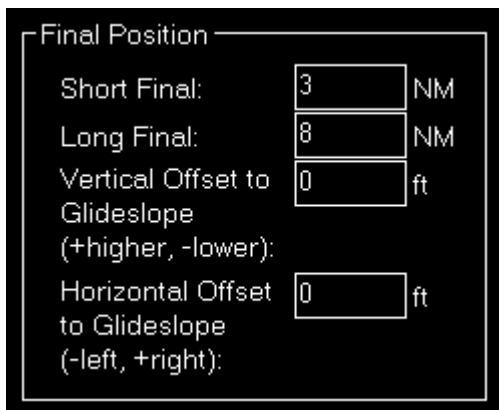 Final Position
Short Final: 3 NM
Long Final: 8 NM
Vertical Offset to 0 ft
Glideslope
(+higher, -lower):
Horizontal Offset 0 ft
to Glideslope
(-left, +right):